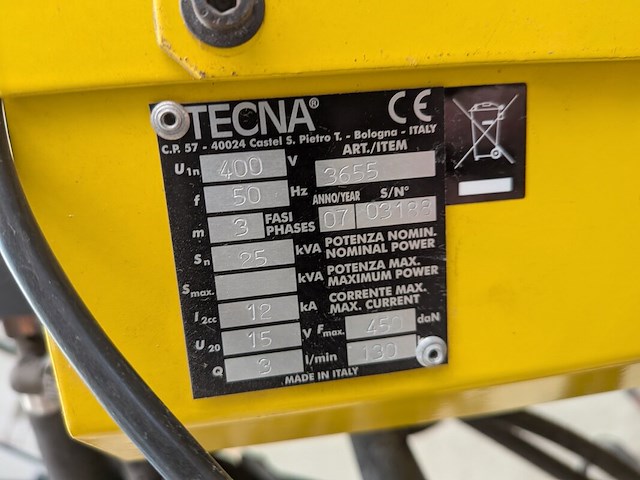 TECNA® CE
C.P. 57 - 40024 Castel S. Pietro T. - Bologna - ITALY
U1n 400 V ART./ITEM
3655
f 50 Hz ANNO/YEAR S/N°
07 03188
m 3 FASI PHASES
Sn 25 kVA POTENZA NOMIN. NOMINAL POWER
Smax. kVA POTENZA MAX. MAXIMUM POWER
I2cc 12 kA CORRENTE MAX. MAX. CURRENT
U20 15 V Fmax. 450 daN
Q 3 l/min 130
MADE IN ITALY